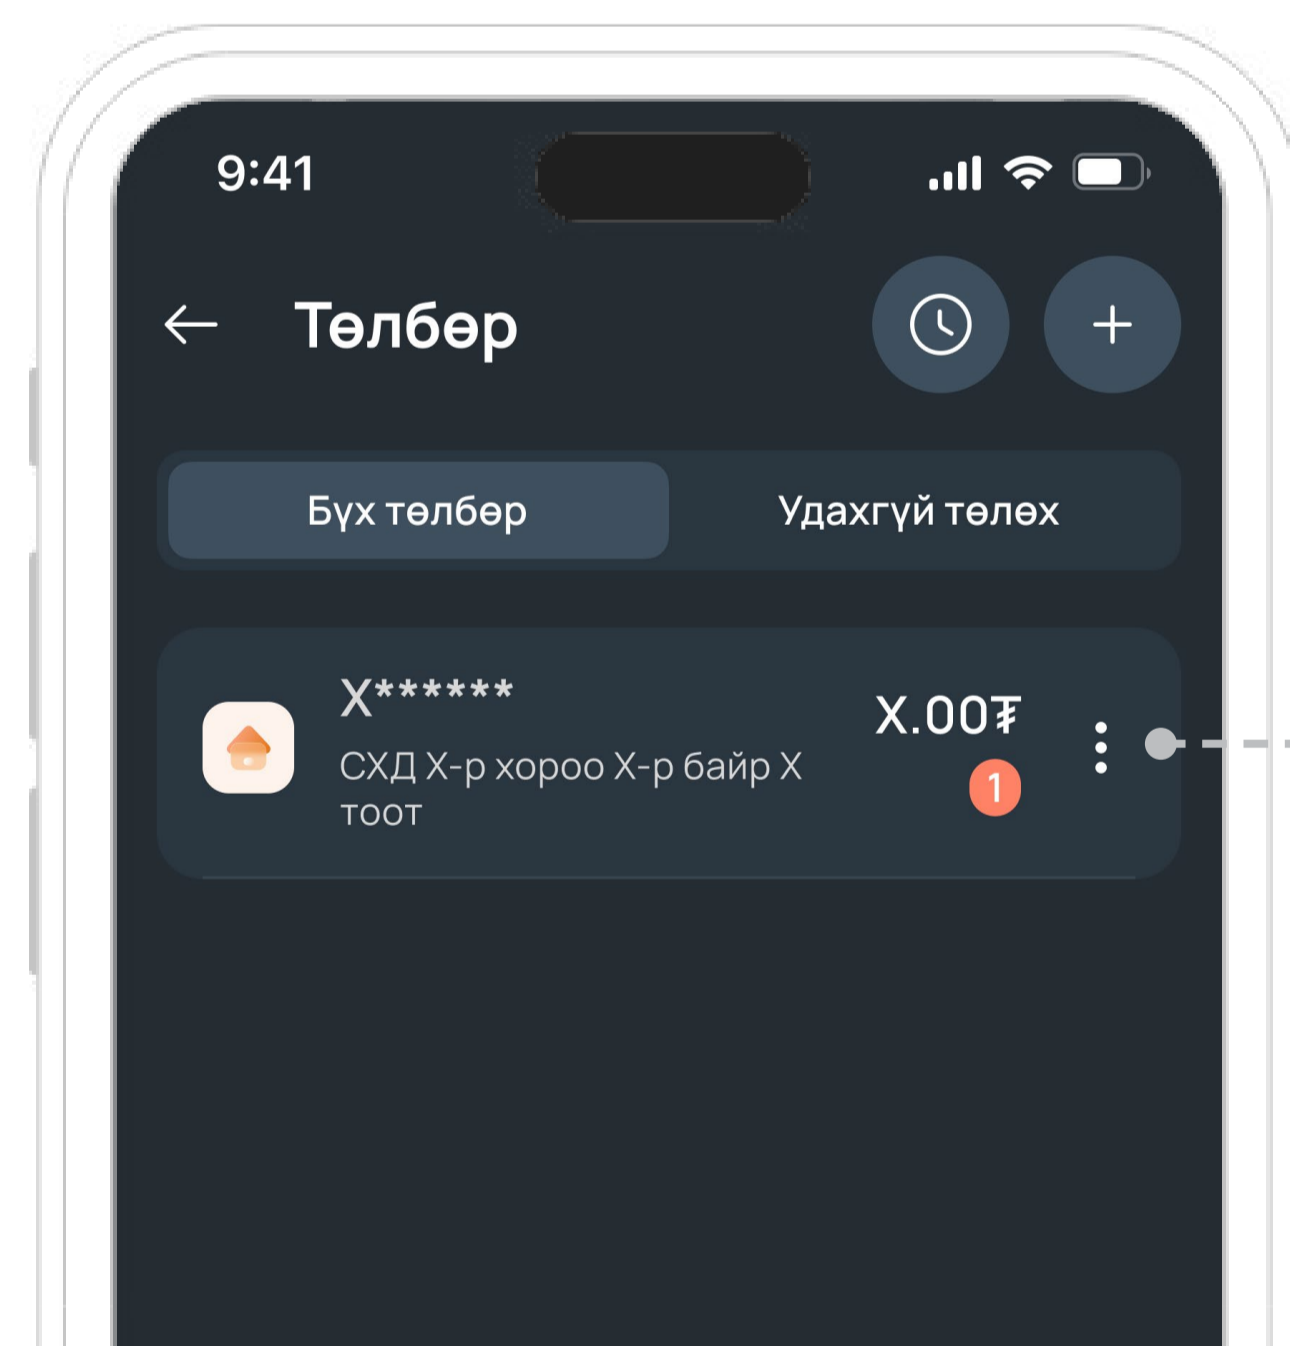 9:41
Төлбөр
Бүх төлбөр
Удахгүй төлөх
Х******
Х.00₮
СХД Х-р хороо Х-р байр Х
тоот
1